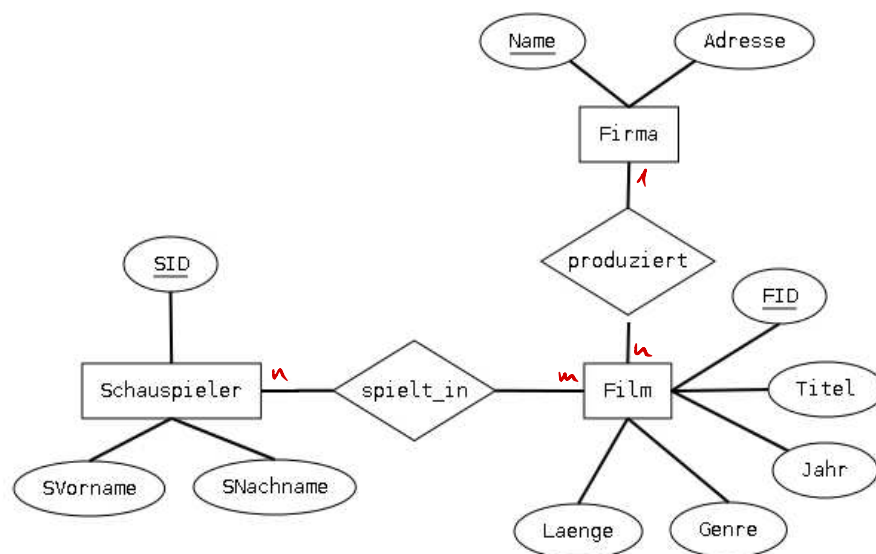 Name
Adresse
Firma
1
produziert
SID
FID
n
Schauspieler
n
spielt_in
m
Film
Titel
SVorname
SNachname
Jahr
Laenge
Genre